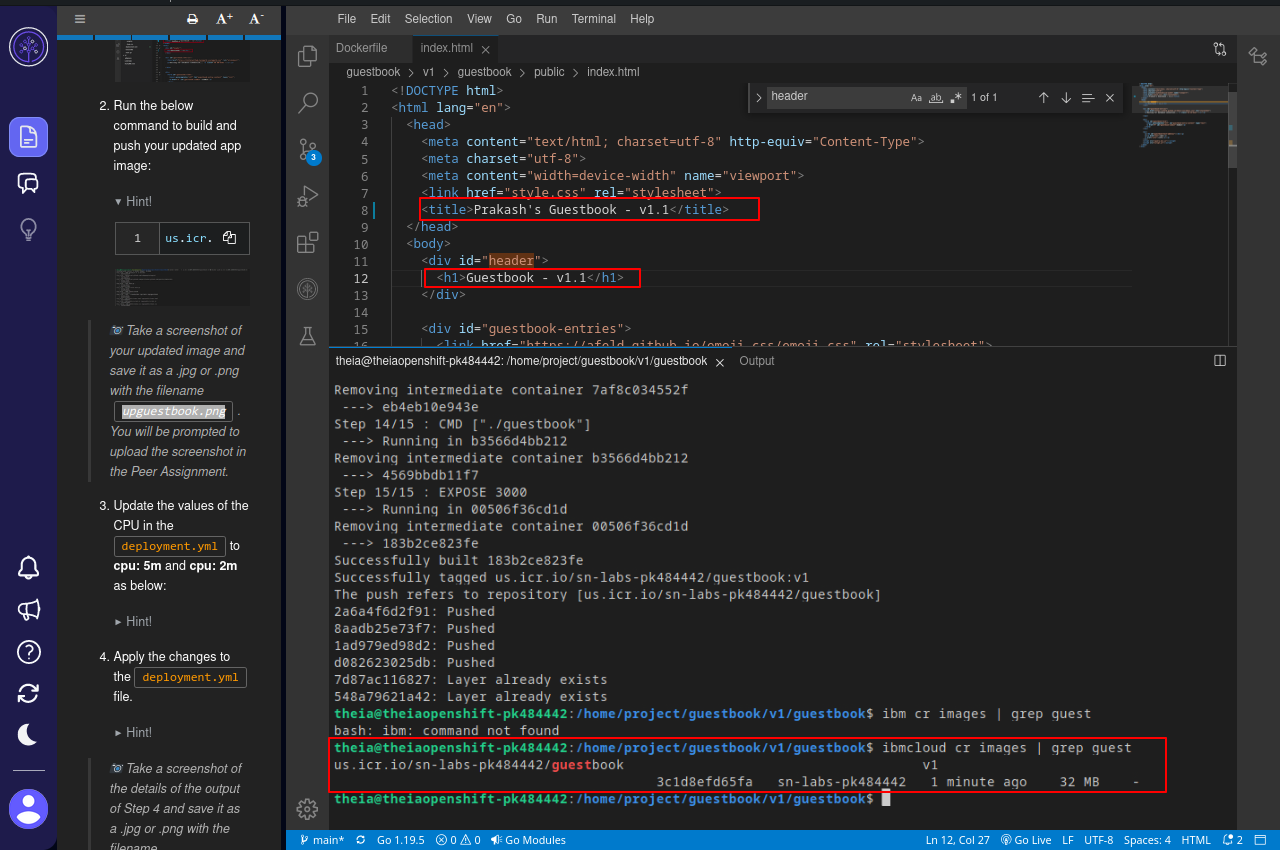 A+
A-
2. Run the below
command to build and
push your updated app
image:
▾ Hint!
1 us.icr.
📷 Take a screenshot of
your updated image and
save it as a .jpg or .png
with the filename
upguestbook.png .
You will be prompted to
upload the screenshot in
the Peer Assignment.
3. Update the values of the
CPU in the
deployment.yml to
cpu: 5m and cpu: 2m
as below:
▸ Hint!
4. Apply the changes to
the deployment.yml
file.
▸ Hint!
📷 Take a screenshot of
the details of the output
of Step 4 and save it as
a .jpg or .png with the
filename
File Edit Selection View Go Run Terminal Help
3
Dockerfile index.html
guestbook > v1 > guestbook > public > index.html
header Aa ab .* 1 of 1
1 <!DOCTYPE html>
2 <html lang="en">
3 <head>
4 <meta content="text/html; charset=utf-8" http-equiv="Content-Type">
5 <meta charset="utf-8">
6 <meta content="width=device-width" name="viewport">
7 <link href="style.css" rel="stylesheet">
8 <title>Prakash's Guestbook - v1.1</title>
9 </head>
10 <body>
11 <div id="header">
12 <h1>Guestbook - v1.1</h1>
13 </div>
14
15 <div id="guestbook-entries">
16 <link href="https://afeld.github.io/emoji-css/emoji.css" rel="stylesheet">
theia@theiaopenshift-pk484442: /home/project/guestbook/v1/guestbook Output
Removing intermediate container 7af8c034552f
---> eb4eb10e943e
Step 14/15 : CMD ["./guestbook"]
---> Running in b3566d4bb212
Removing intermediate container b3566d4bb212
---> 4569bbdb11f7
Step 15/15 : EXPOSE 3000
---> Running in 00506f36cd1d
Removing intermediate container 00506f36cd1d
---> 183b2ce823fe
Successfully built 183b2ce823fe
Successfully tagged us.icr.io/sn-labs-pk484442/guestbook:v1
The push refers to repository [us.icr.io/sn-labs-pk484442/guestbook]
2a6a4f6d2f91: Pushed
8aadb25e73f7: Pushed
1ad979ed98d2: Pushed
d082623025db: Pushed
7d87ac116827: Layer already exists
548a79621a42: Layer already exists
theia@theiaopenshift-pk484442:/home/project/guestbook/v1/guestbook$ ibm cr images | grep guest
bash: ibm: command not found
theia@theiaopenshift-pk484442:/home/project/guestbook/v1/guestbook$ ibmcloud cr images | grep guest
us.icr.io/sn-labs-pk484442/guestbook v1
3c1d8efd65fa sn-labs-pk484442 1 minute ago 32 MB -
theia@theiaopenshift-pk484442:/home/project/guestbook/v1/guestbook$
main* Go 1.19.5 0 0 Go Modules Ln 12, Col 27 Go Live LF UTF-8 Spaces: 4 HTML 2